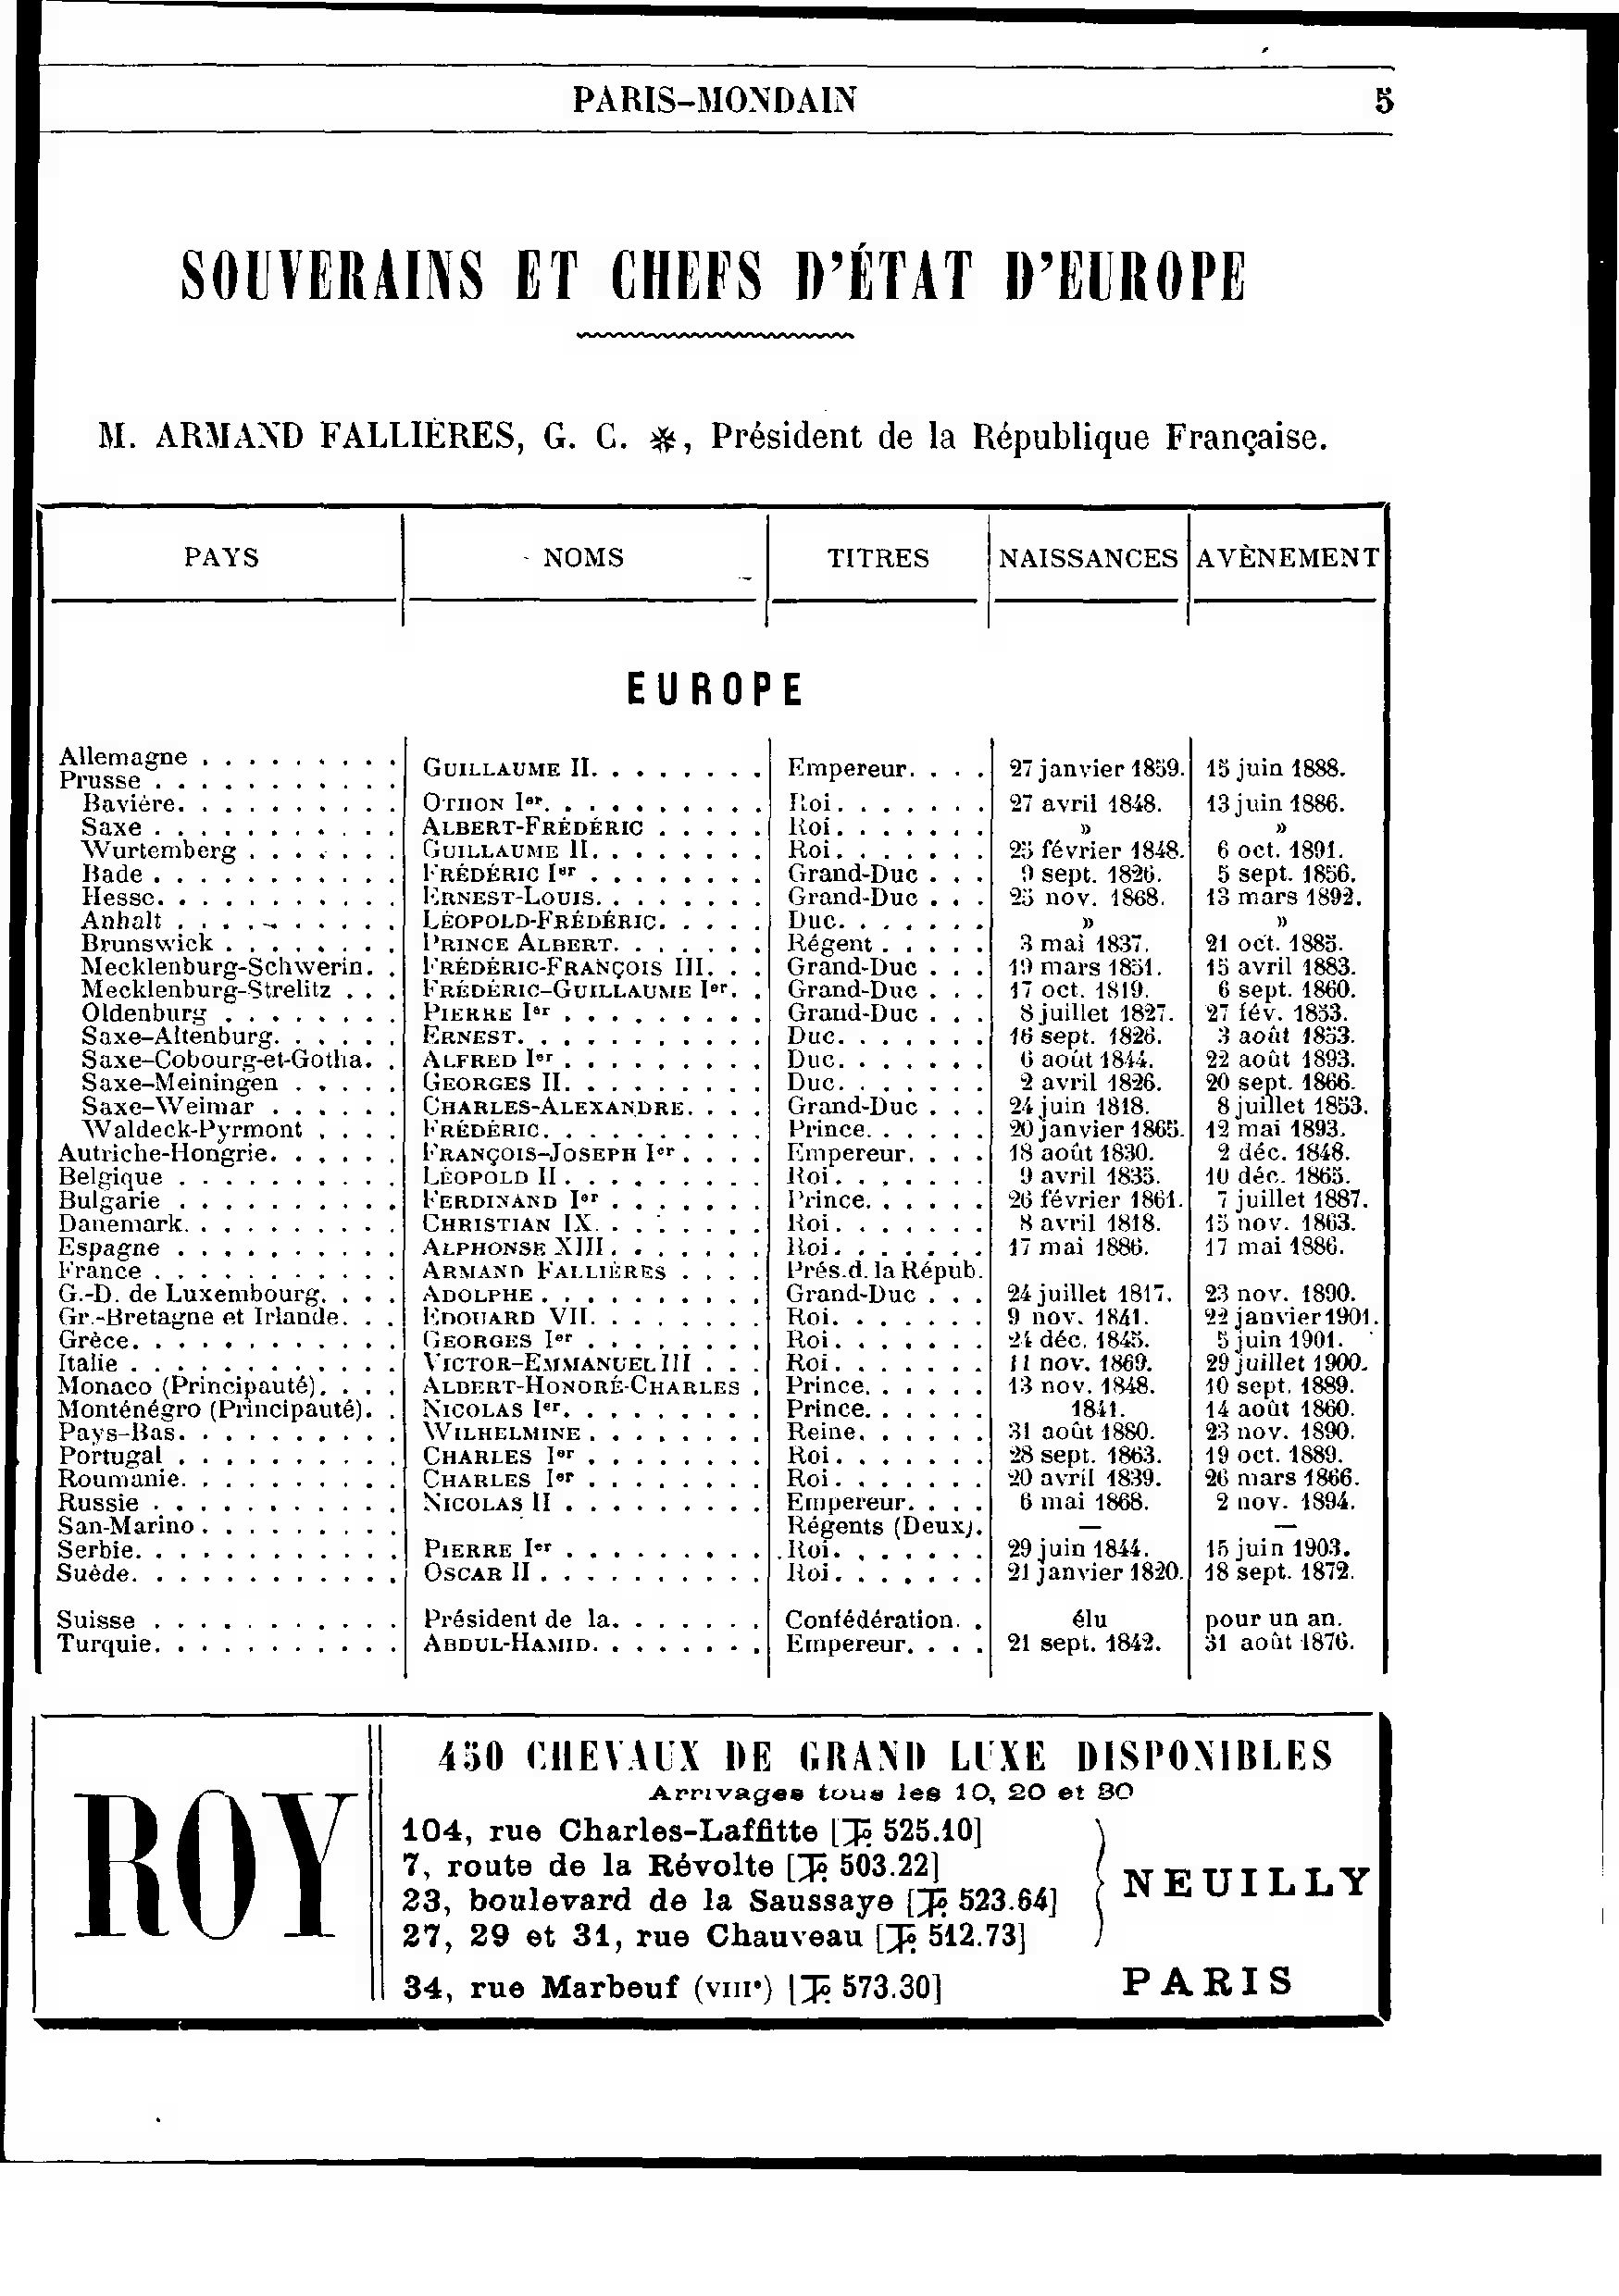 PARIS-MONDAIN 5
SOUVERAINS ET CHEFS D'ÉTAT D'EUROPE
M. ARMAND FALLIÈRES, G. C. ✻, Président de la République Française.
PAYS NOMS TITRES NAISSANCES AVÈNEMENT
EUROPE
Allemagne . . . . . . . . .
Prusse . . . . . . . . . . . GUILLAUME II. . . . . . . . Empereur. . . . 27 janvier 1859. 15 juin 1888.
Bavière. . . . . . . . . . OTHON Ier. . . . . . . . . . Roi. . . . . . . 27 avril 1848. 13 juin 1886.
Saxe . . . . . . . . . . . ALBERT-FRÉDÉRIC . . . . . Roi. . . . . . . » »
Wurtemberg . . . . . . . GUILLAUME II. . . . . . . . Roi. . . . . . . 25 février 1848. 6 oct. 1891.
Bade . . . . . . . . . . . FRÉDÉRIC Ier . . . . . . . . Grand-Duc . . . 9 sept. 1826. 5 sept. 1856.
Hesse. . . . . . . . . . . ERNEST-LOUIS. . . . . . . . Grand-Duc . . . 25 nov. 1868. 13 mars 1892.
Anhalt . . . . . . . . . . LÉOPOLD-FRÉDÉRIC. . . . . Duc. . . . . . . » »
Brunswick . . . . . . . . PRINCE ALBERT. . . . . . . Régent . . . . . 3 mai 1837. 21 oct. 1885.
Mecklenburg-Schwerin. . FRÉDÉRIC-FRANÇOIS III. . . Grand-Duc . . . 19 mars 1851. 15 avril 1883.
Mecklenburg-Strelitz . . . FRÉDÉRIC-GUILLAUME Ier. . Grand-Duc . . . 17 oct. 1819. 6 sept. 1860.
Oldenburg . . . . . . . . PIERRE Ier . . . . . . . . . Grand-Duc . . . 8 juillet 1827. 27 fév. 1853.
Saxe-Altenburg. . . . . . ERNEST. . . . . . . . . . . Duc. . . . . . . 16 sept. 1826. 3 août 1853.
Saxe-Cobourg-et-Gotha. . ALFRED Ier . . . . . . . . . Duc. . . . . . . 6 août 1844. 22 août 1893.
Saxe-Meiningen . . . . . GEORGES II. . . . . . . . . Duc. . . . . . . 2 avril 1826. 20 sept. 1866.
Saxe-Weimar . . . . . . CHARLES-ALEXANDRE. . . . Grand-Duc . . . 24 juin 1818. 8 juillet 1853.
Waldeck-Pyrmont . . . . FRÉDÉRIC. . . . . . . . . . Prince. . . . . . 20 janvier 1865. 12 mai 1893.
Autriche-Hongrie. . . . . . FRANÇOIS-JOSEPH Ier . . . . Empereur. . . . 18 août 1830. 2 déc. 1848.
Belgique . . . . . . . . . . LÉOPOLD II . . . . . . . . . Roi. . . . . . . 9 avril 1835. 10 déc. 1865.
Bulgarie . . . . . . . . . . FERDINAND Ier . . . . . . . Prince. . . . . . 26 février 1861. 7 juillet 1887.
Danemark. . . . . . . . . . CHRISTIAN IX. . . . . . . . Roi. . . . . . . 8 avril 1818. 15 nov. 1863.
Espagne . . . . . . . . . . ALPHONSE XIII. . . . . . . Roi. . . . . . . 17 mai 1886. 17 mai 1886.
France . . . . . . . . . . . ARMAND FALLIÈRES . . . . Prés.d. la Répub.
G.-D. de Luxembourg. . . . ADOLPHE . . . . . . . . . . Grand-Duc . . . 24 juillet 1817. 23 nov. 1890.
Gr.-Bretagne et Irlande. . . EDOUARD VII. . . . . . . . Roi. . . . . . . 9 nov. 1841. 22 janvier 1901.
Grèce. . . . . . . . . . . . GEORGES Ier . . . . . . . . Roi. . . . . . . 24 déc. 1845. 5 juin 1901.
Italie . . . . . . . . . . . . VICTOR-EMMANUEL III . . . Roi. . . . . . . 11 nov. 1869. 29 juillet 1900.
Monaco (Principauté). . . . ALBERT-HONORÉ-CHARLES . Prince. . . . . . 13 nov. 1848. 10 sept. 1889.
Monténégro (Principauté). . NICOLAS Ier. . . . . . . . . Prince. . . . . . 1841. 14 août 1860.
Pays-Bas. . . . . . . . . . WILHELMINE . . . . . . . . Reine. . . . . . 31 août 1880. 23 nov. 1890.
Portugal . . . . . . . . . . CHARLES Ier . . . . . . . . Roi. . . . . . . 28 sept. 1863. 19 oct. 1889.
Roumanie. . . . . . . . . . CHARLES Ier . . . . . . . . Roi. . . . . . . 20 avril 1839. 26 mars 1866.
Russie . . . . . . . . . . . NICOLAS II . . . . . . . . . Empereur. . . . 6 mai 1868. 2 nov. 1894.
San-Marino . . . . . . . . . Régents (Deux). — —
Serbie. . . . . . . . . . . . PIERRE Ier . . . . . . . . . Roi. . . . . . . 29 juin 1844. 15 juin 1903.
Suède. . . . . . . . . . . . OSCAR II . . . . . . . . . . Roi. . . . . . . 21 janvier 1820. 18 sept. 1872.
Suisse . . . . . . . . . . . Président de la. . . . . . . Confédération. . élu pour un an.
Turquie. . . . . . . . . . . ABDUL-HAMID. . . . . . . . Empereur. . . . 21 sept. 1842. 31 août 1876.
ROY
450 CHEVAUX DE GRAND LUXE DISPONIBLES
Arrivages tous les 10, 20 et 30
104, rue Charles-Laffitte [Tº 525.10]
7, route de la Révolte [Tº 503.22]
23, boulevard de la Saussaye [Tº 523.64]
27, 29 et 31, rue Chauveau [Tº 512.73]
NEUILLY
34, rue Marbeuf (VIIIe) [Tº 573.30] PARIS